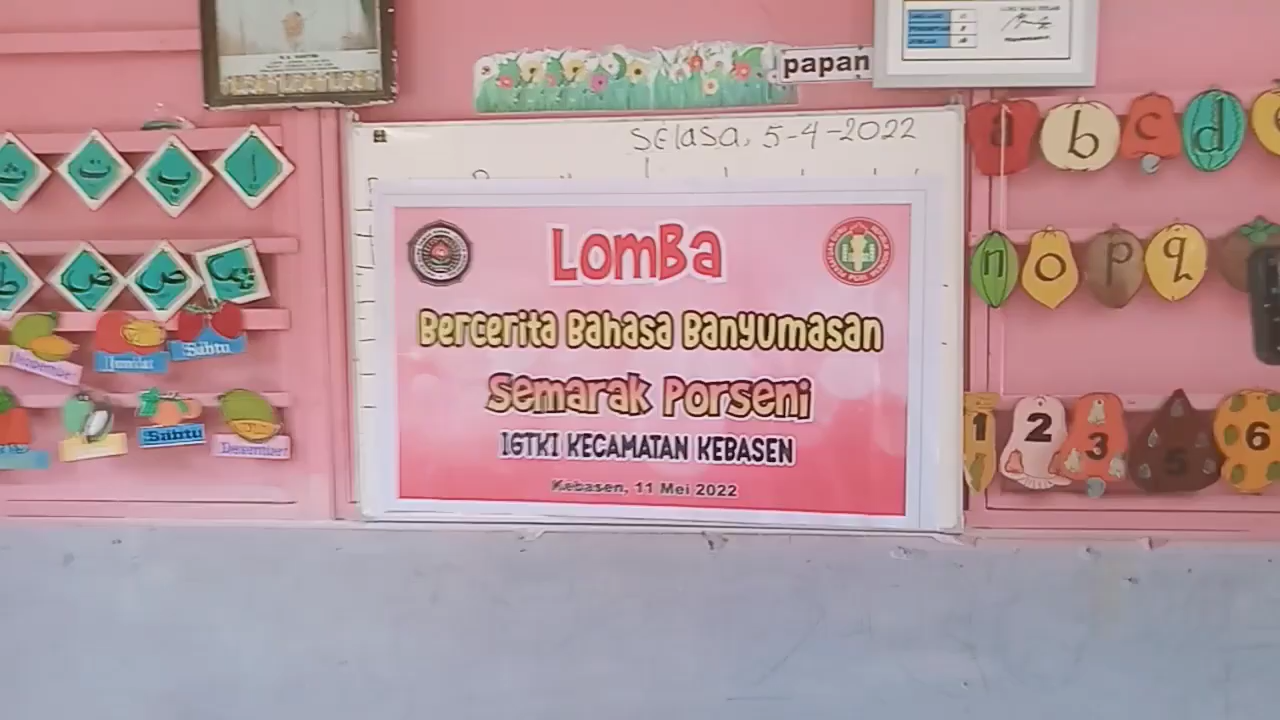 papan
SElasa, 5-4-2022
LomBa
Bercerita Bahasa Banyumasan
Semarak Porseni
IGTKI KECAMATAN KEBASEN
Kebasen, 11 Mei 2022
ث ت ب ا
ط ض ص
November
Sabtu
Sabtu
Desember
a b c d
n o p q
1 2 3 5 6